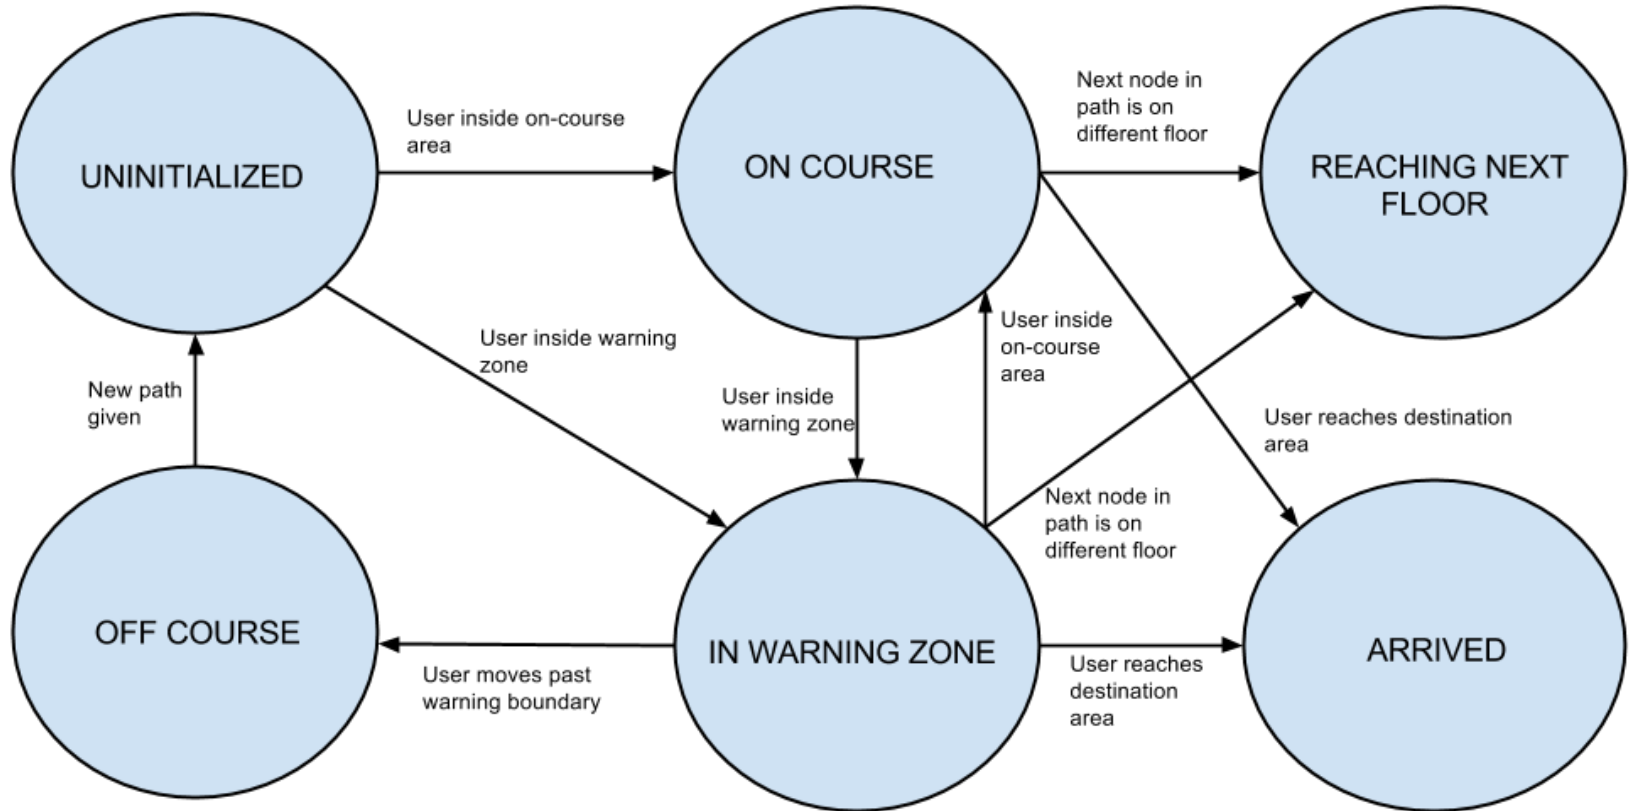 UNINITIALIZED
User inside on-course
area
ON COURSE
Next node in
path is on
different floor
REACHING NEXT
FLOOR
New path
given
User inside warning
zone
User inside
warning zone
User inside
on-course
area
User reaches destination
area
Next node in
path is on
different floor
OFF COURSE
User moves past
warning boundary
IN WARNING ZONE
User reaches
destination
area
ARRIVED